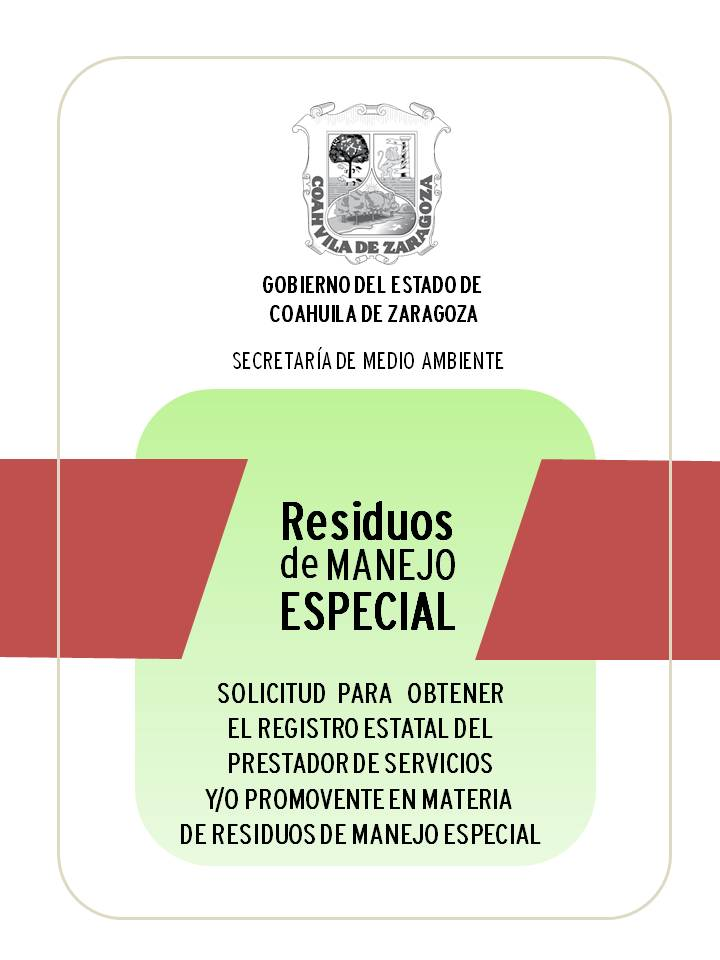 COAHVILA DE ZARAGOZA
GOBIERNO DEL ESTADO DE
COAHUILA DE ZARAGOZA
SECRETARÍA DE MEDIO AMBIENTE
Residuos
de MANEJO
ESPECIAL
SOLICITUD PARA OBTENER
EL REGISTRO ESTATAL DEL
PRESTADOR DE SERVICIOS
Y/O PROMOVENTE EN MATERIA
DE RESIDUOS DE MANEJO ESPECIAL